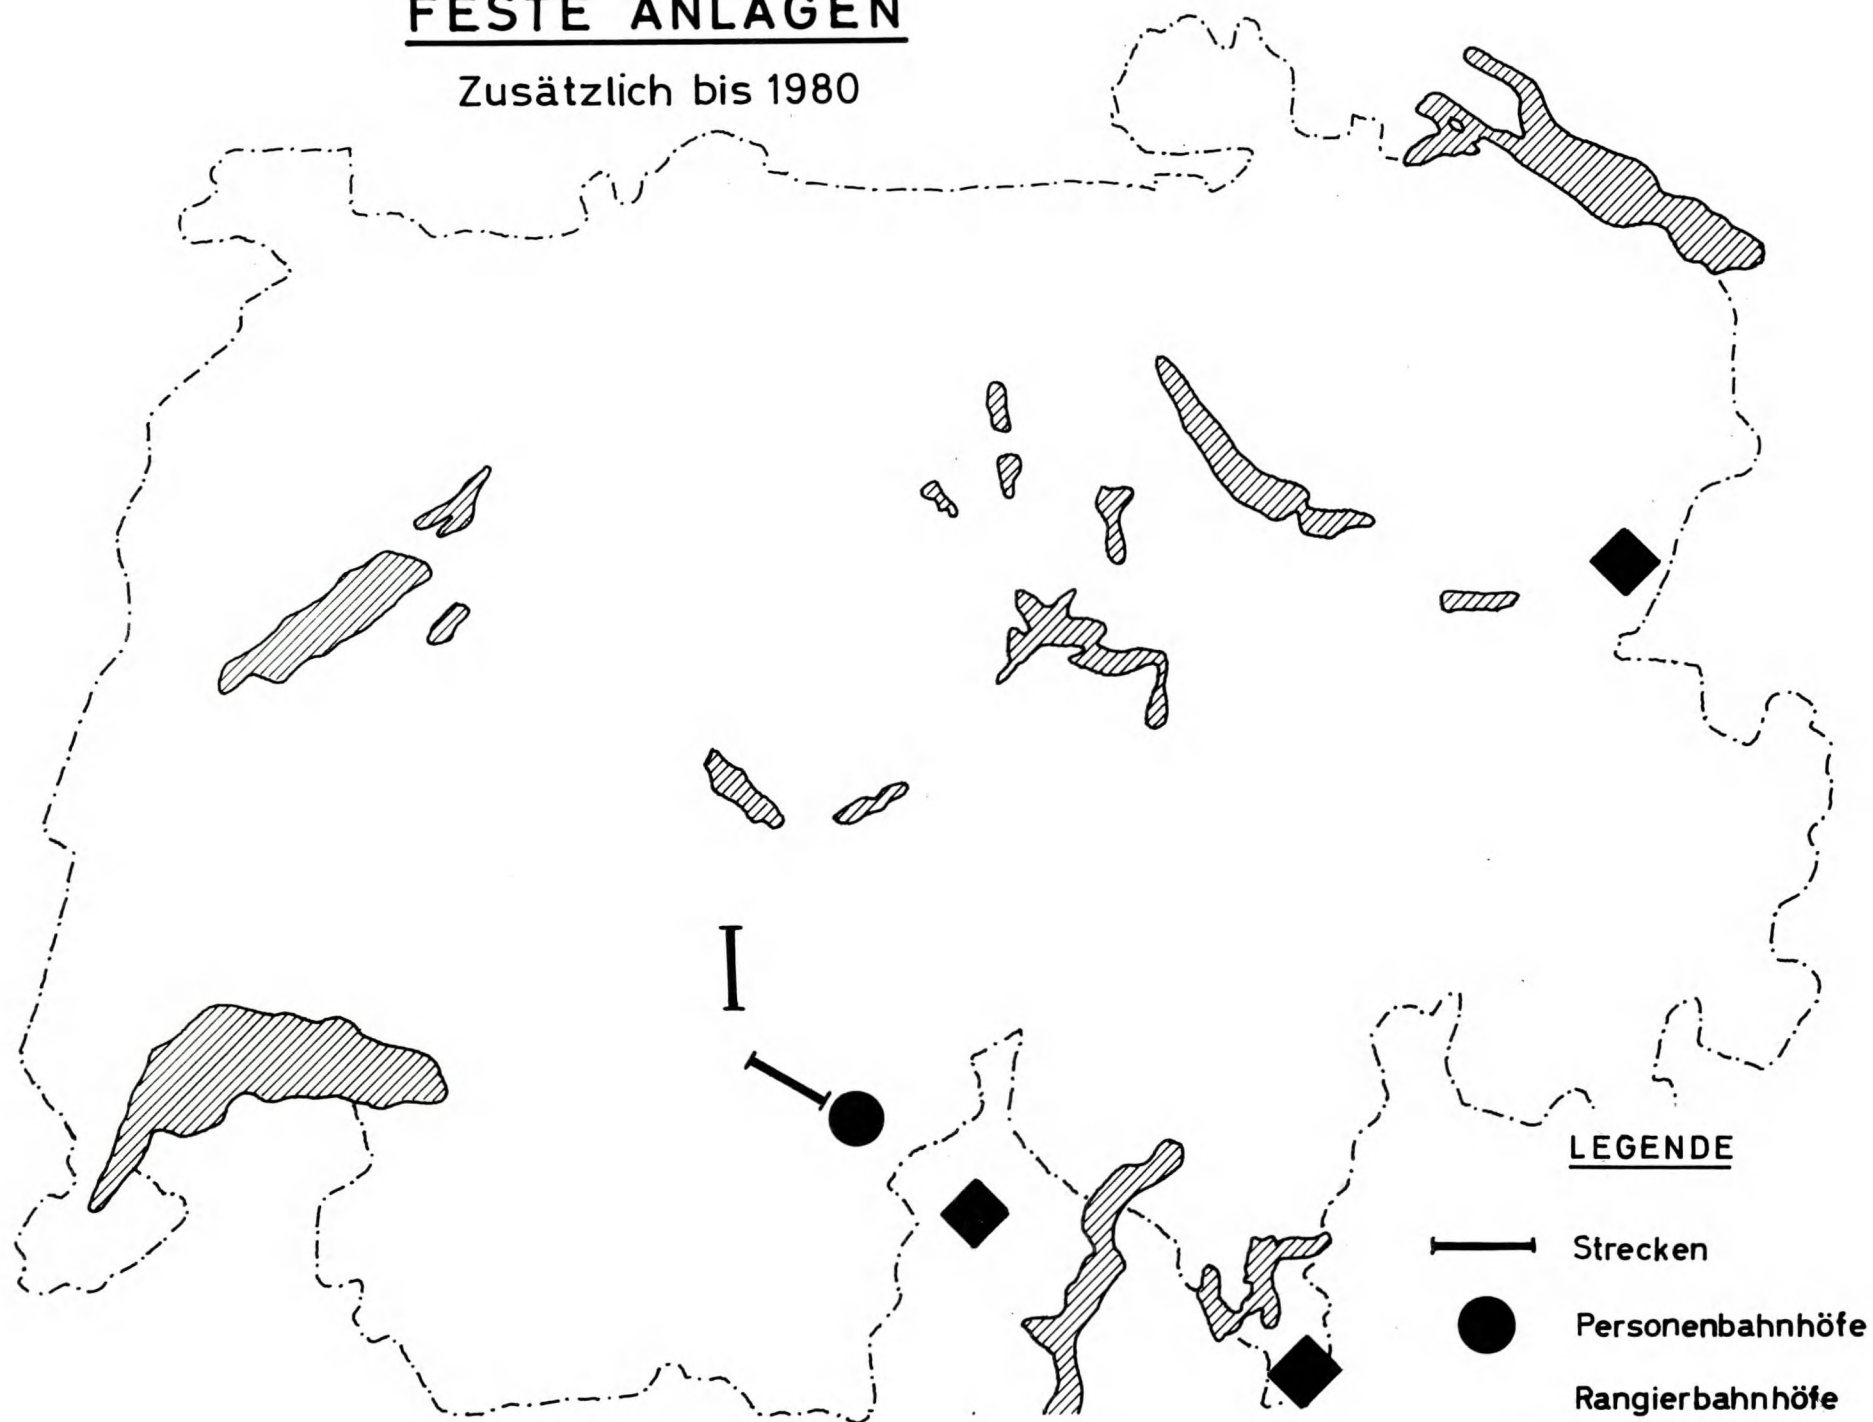 FESTE ANLAGEN
Zusätzlich bis 1980
LEGENDE
Strecken
Personenbahnhöfe
Rangierbahnhöfe